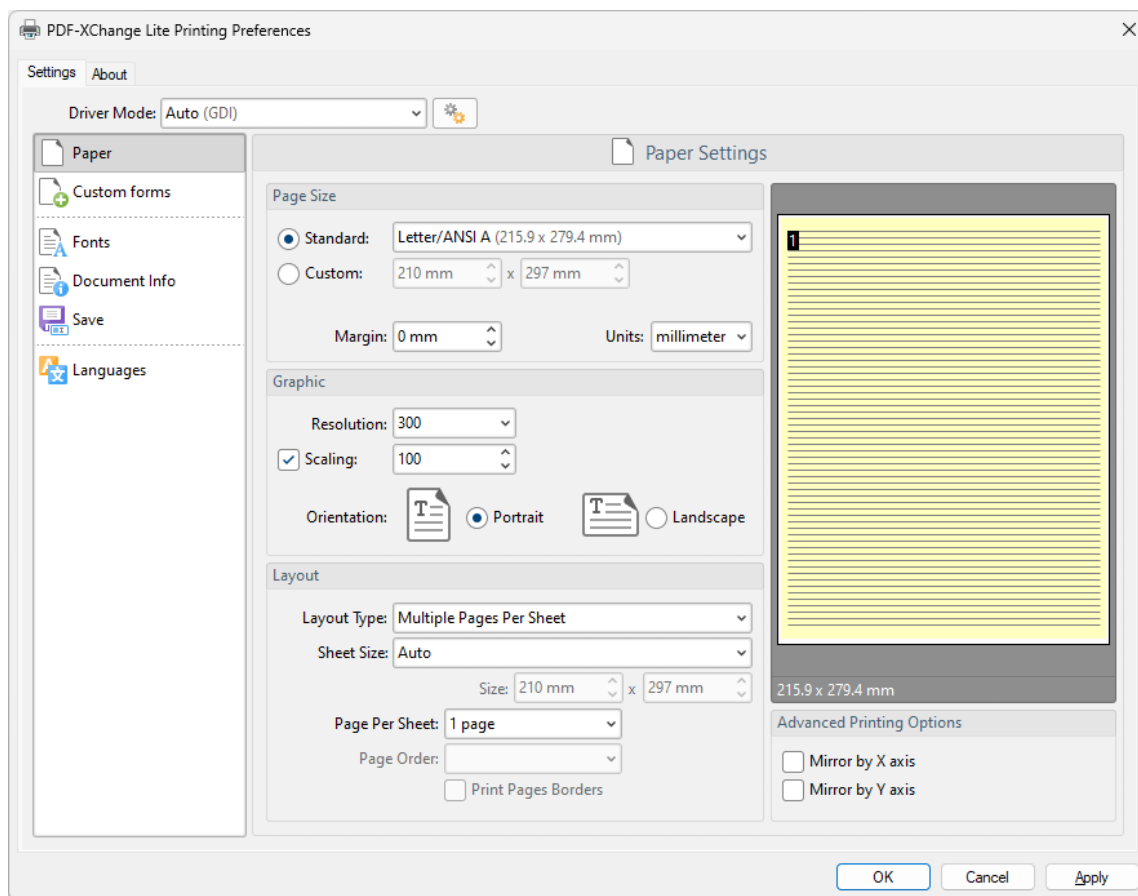 PDF-XChange Lite Printing Preferences
Settings About
Driver Mode: Auto (GDI)
Paper
Custom forms
Fonts
Document Info
Save
Languages
Paper Settings
Page Size
Standard: Letter/ANSI A (215.9 x 279.4 mm)
Custom: 210 mm x 297 mm
Margin: 0 mm Units: millimeter
Graphic
Resolution: 300
Scaling: 100
Orientation: Portrait Landscape
Layout
Layout Type: Multiple Pages Per Sheet
Sheet Size: Auto
Size: 210 mm x 297 mm
Page Per Sheet: 1 page
Page Order:
Print Pages Borders
1
215.9 x 279.4 mm
Advanced Printing Options
Mirror by X axis
Mirror by Y axis
OK Cancel Apply